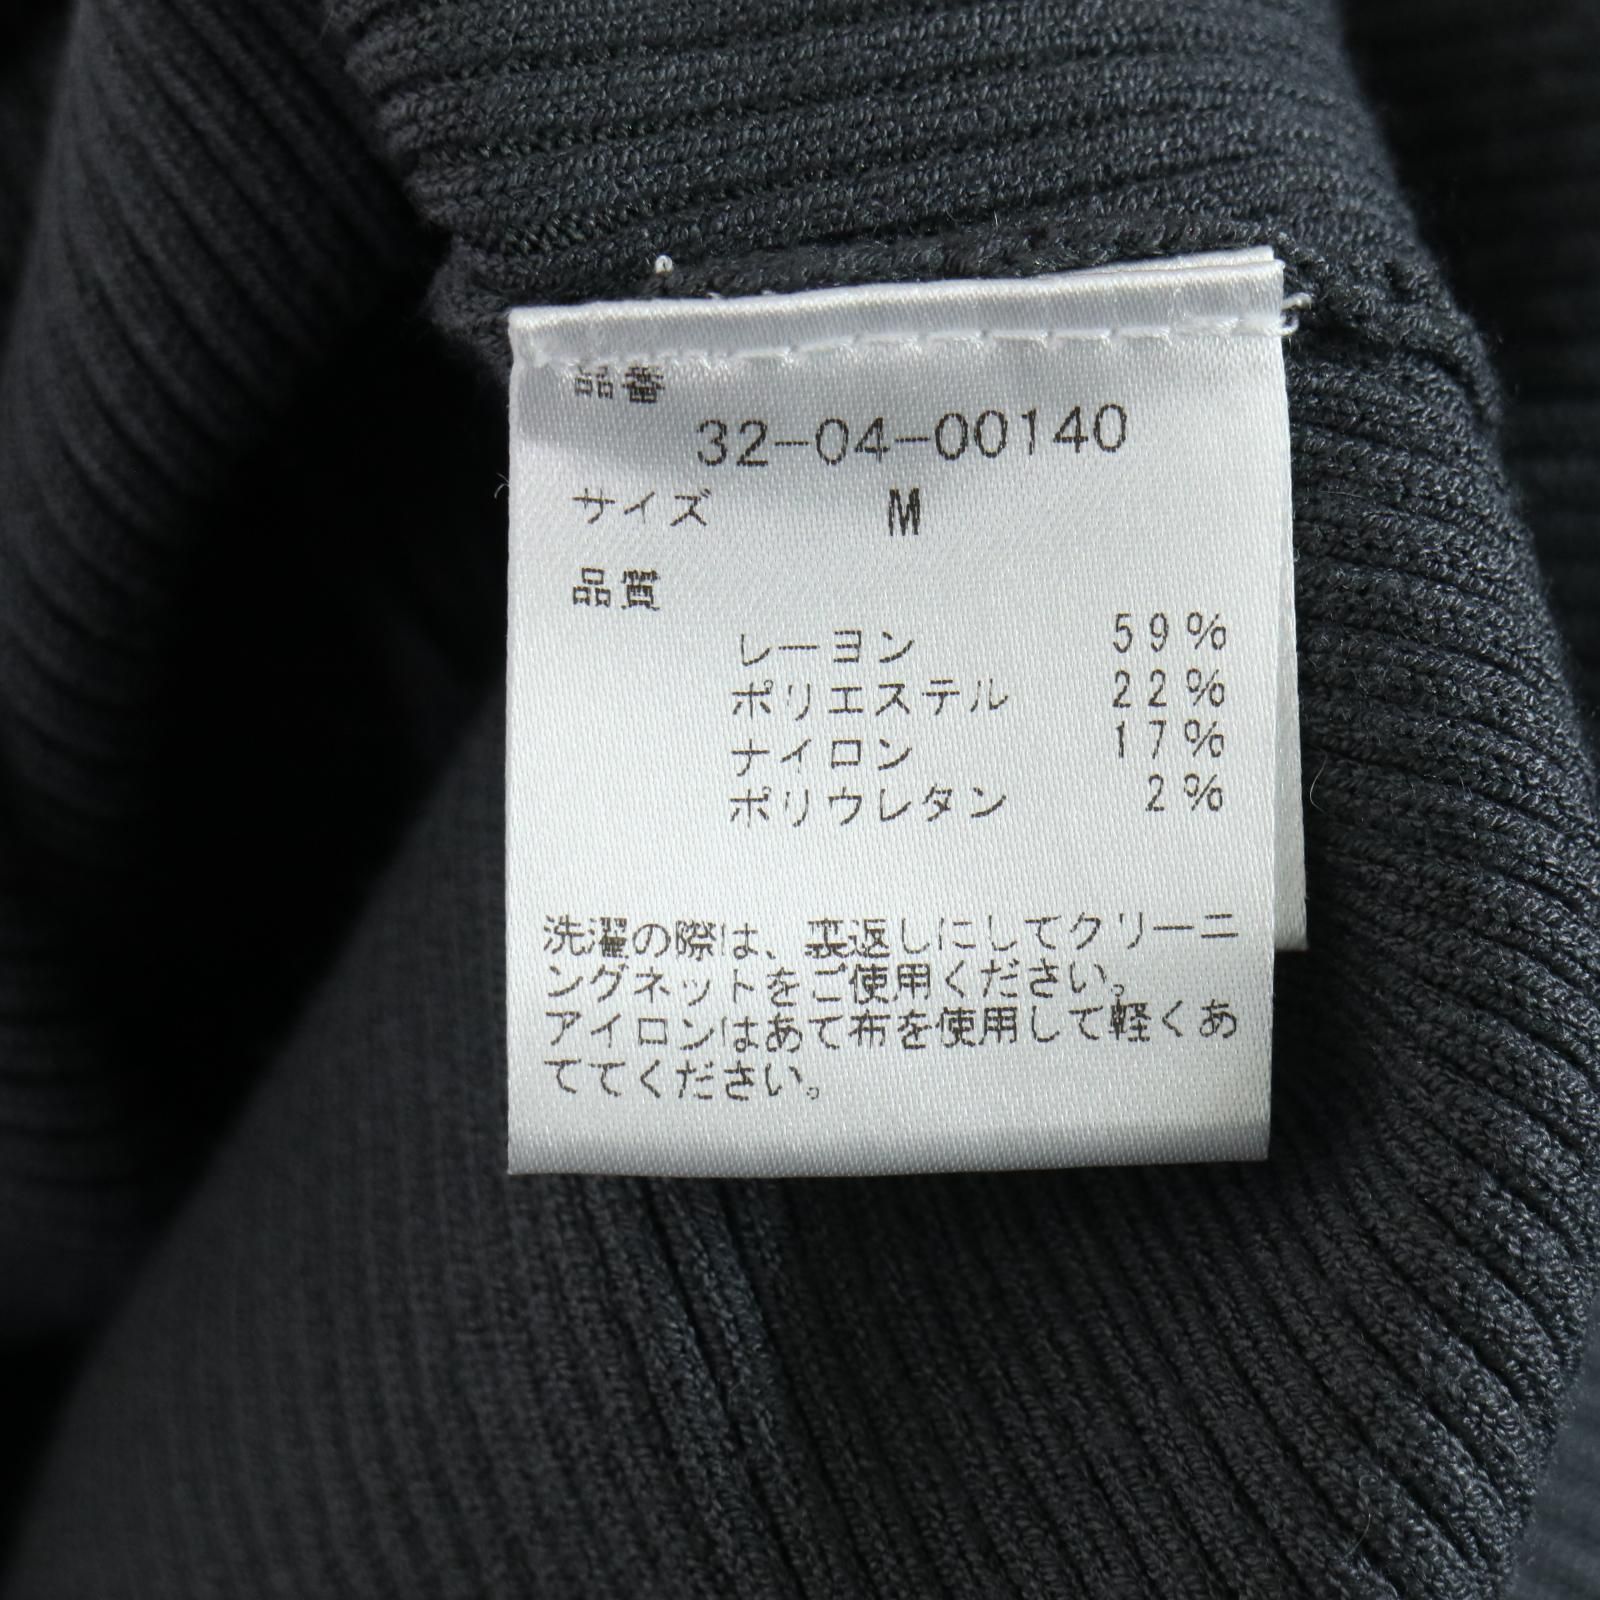 品番
32-04-00140
サイズ M
品質
レーヨン 59%
ポリエステル 22%
ナイロン 17%
ポリウレタン 2%
洗濯の際は、裏返しにしてクリーニ
ングネットをご使用ください。
アイロンはあて布を使用して軽くあ
ててください。